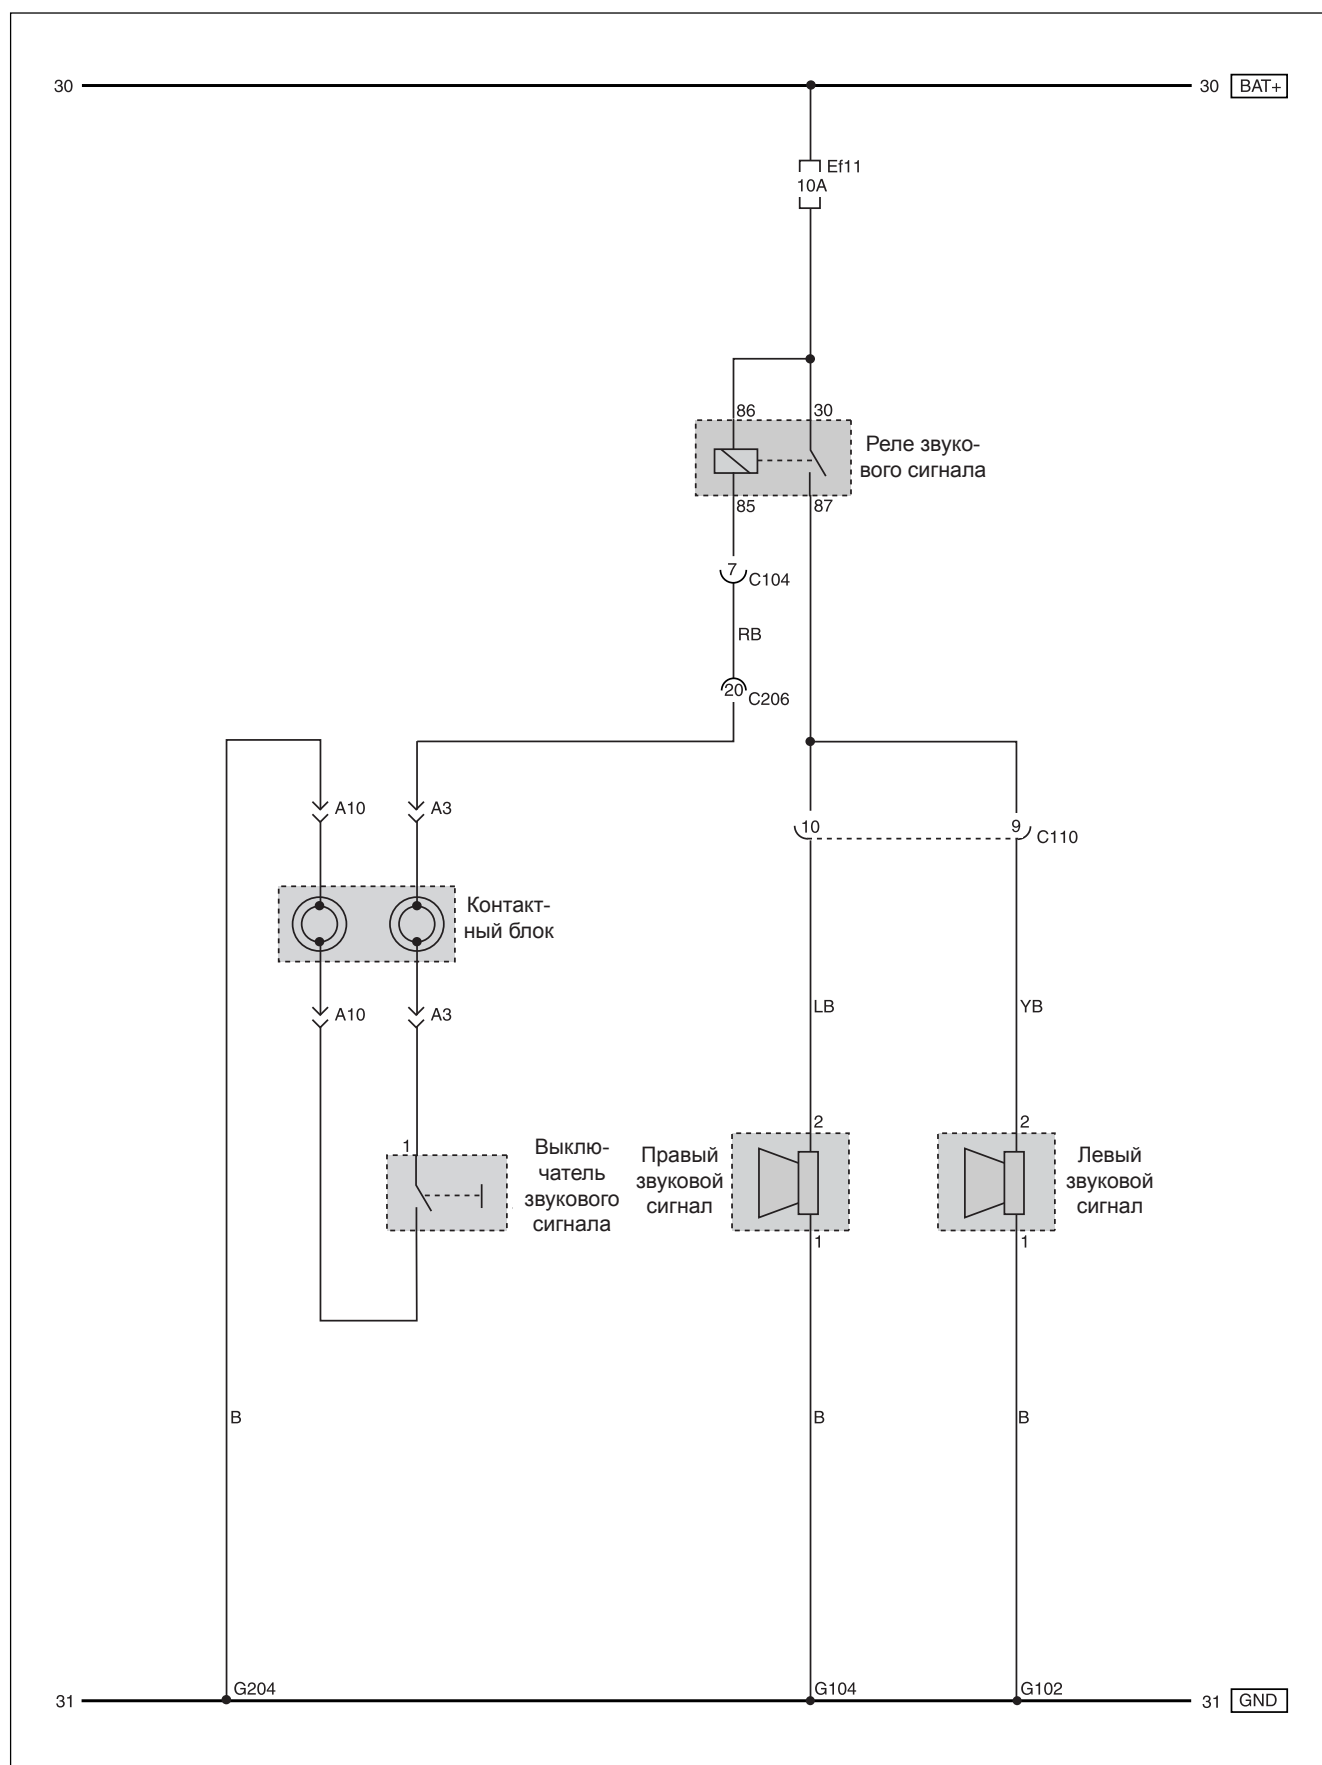 30
30 BAT+
Ef11
10A
86
30
Реле звуко-
вого сигнала
85
87
7
C104
RB
20
C206
A10
A3
10
9
C110
Контакт-
ный блок
A10
A3
LB
YB
2
2
1
Выклю-
чатель
звукового
сигнала
Правый
звуковой
сигнал
Левый
звуковой
сигнал
1
1
B
B
B
G204
G104
G102
31
31 GND